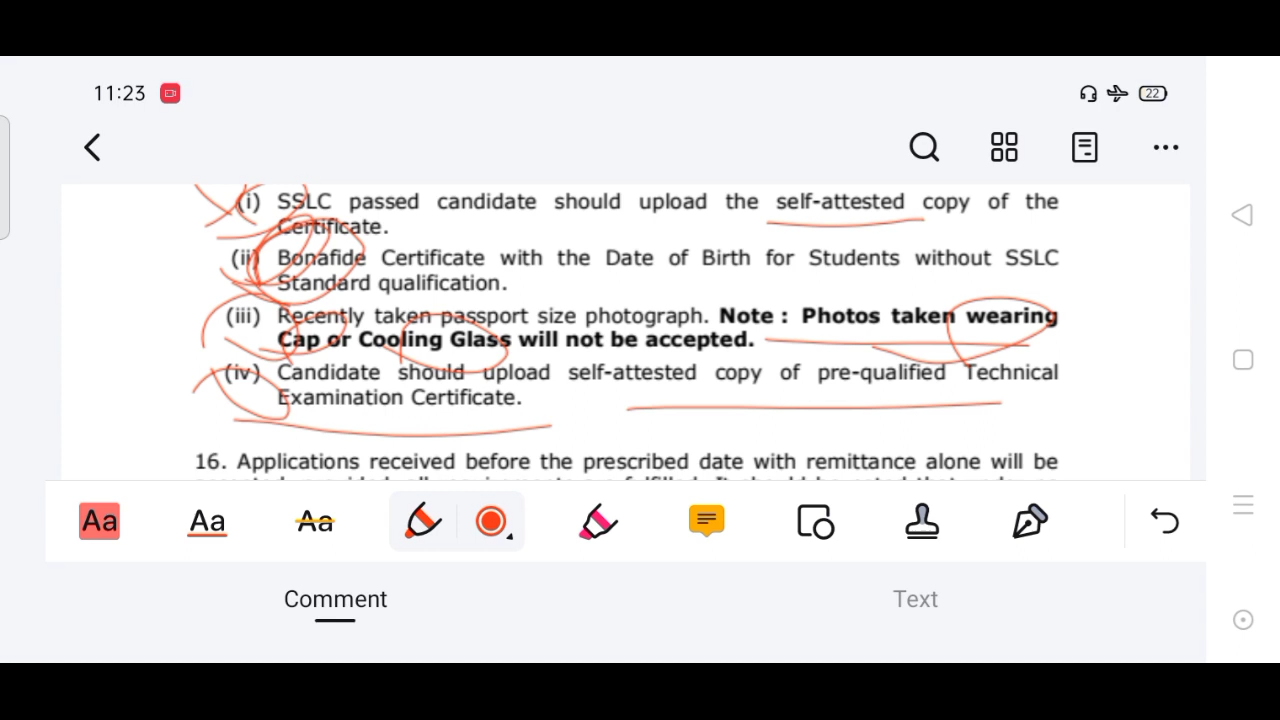 11:23
22
(i) SSLC passed candidate should upload the self-attested copy of the
Certificate.
(ii) Bonafide Certificate with the Date of Birth for Students without SSLC
Standard qualification.
(iii) Recently taken passport size photograph. Note : Photos taken wearing
Cap or Cooling Glass will not be accepted.
(iv) Candidate should upload self-attested copy of pre-qualified Technical
Examination Certificate.
16. Applications received before the prescribed date with remittance alone will be
Aa Aa Aa
Comment Text